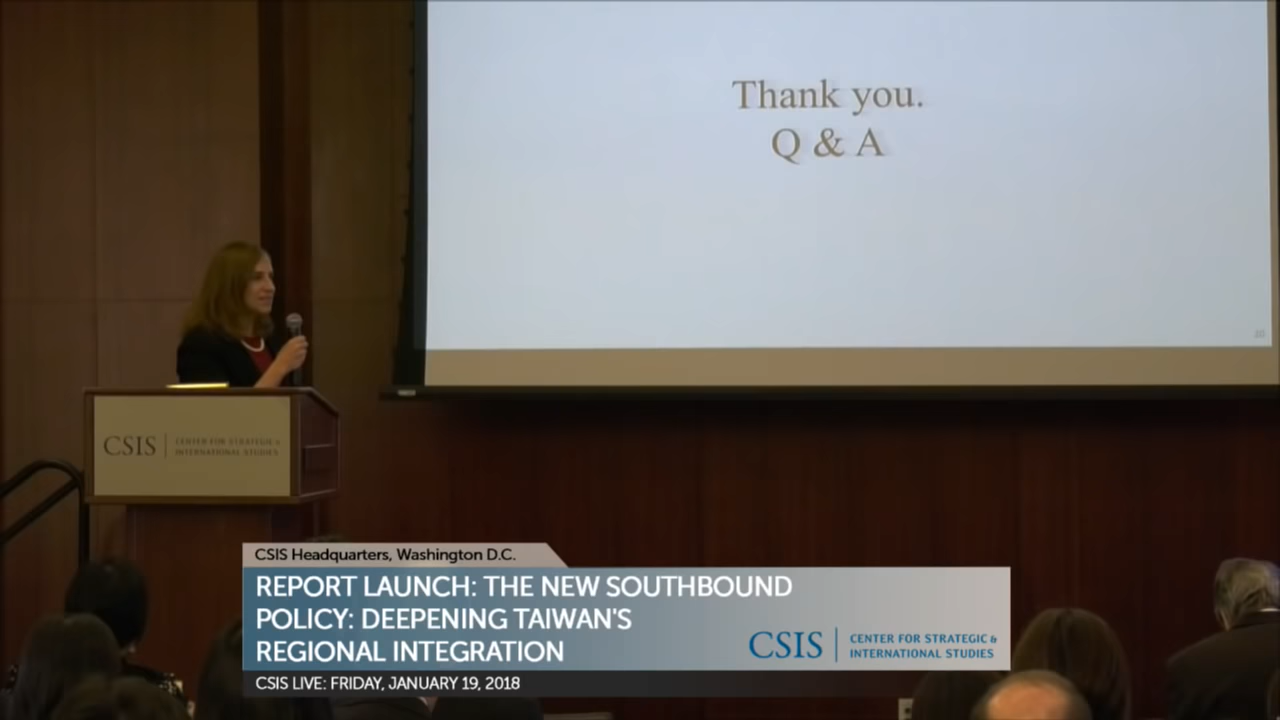 Thank you.
Q & A
CSIS
CENTER FOR STRATEGIC &
INTERNATIONAL STUDIES
CSIS Headquarters, Washington D.C.
REPORT LAUNCH: THE NEW SOUTHBOUND
POLICY: DEEPENING TAIWAN'S
REGIONAL INTEGRATION
CSIS
CENTER FOR STRATEGIC &
INTERNATIONAL STUDIES
CSIS LIVE: FRIDAY, JANUARY 19, 2018